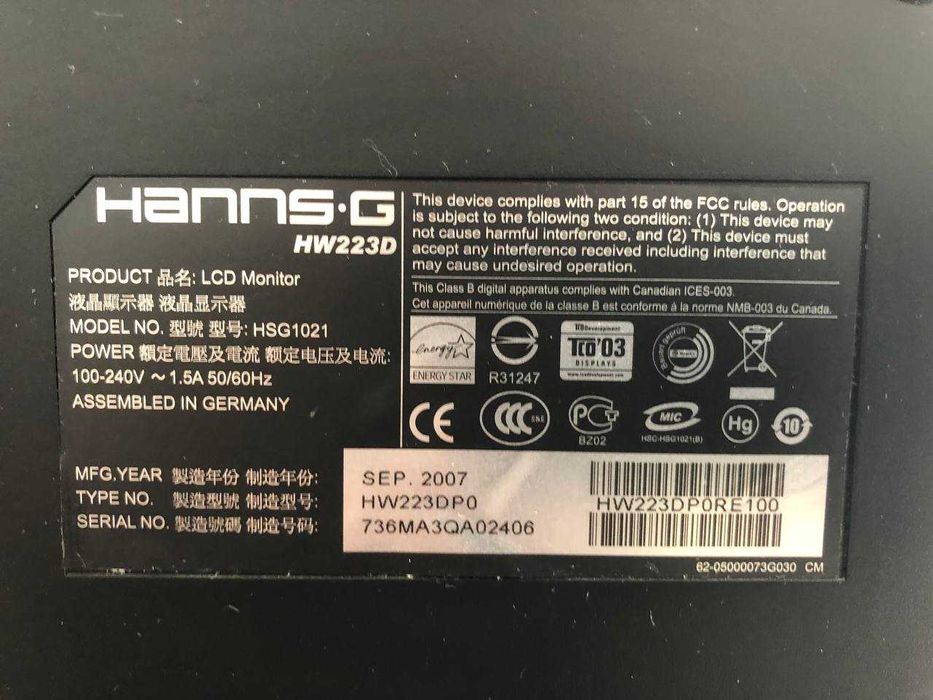 Hanns·G
HW223D
PRODUCT 品名: LCD Monitor
液晶顯示器 液晶显示器
MODEL NO. 型號 型号: HSG1021
POWER 額定電壓及電流 额定电压及电流:
100-240V ~ 1.5A 50/60Hz
ASSEMBLED IN GERMANY
This device complies with part 15 of the FCC rules. Operation
is subject to the following two condition: (1) This device may
not cause harmful interference, and (2) This device must
accept any interference received including interference that
may cause undesired operation.
This Class B digital apparatus complies with Canadian ICES-003.
Cet appareil numérique de la classe B est conforme à la norme NMB-003 du Canada.
energy
ENERGY STAR
R31247
TCO'03
DISPLAYS
geprüft
CE
CCC S&E
PCT
BZ02
MIC
HSC-HSG1021(B)
Hg
10
MFG.YEAR 製造年份 制造年份: SEP. 2007
TYPE NO. 製造型號 制造型号: HW223DP0
SERIAL NO. 製造號碼 制造号码: 736MA3QA02406
HW223DP0RE100
62-05000073G030 CM